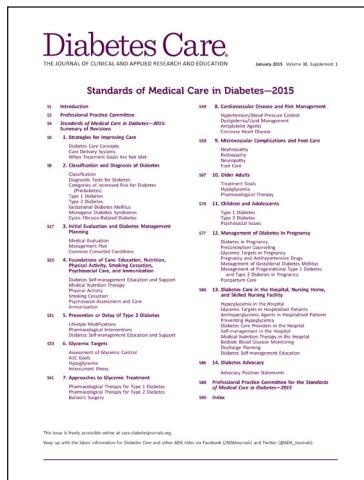 Diabetes Care®
THE JOURNAL OF CLINICAL AND APPLIED RESEARCH AND EDUCATION
January 2015 Volume 38, Supplement 1
Standards of Medical Care in Diabetes—2015
S1 Introduction
S3 Professional Practice Committee
S4 Standards of Medical Care in Diabetes—2015:
Summary of Revisions
S5 1. Strategies for Improving Care
Diabetes Care Concepts
Care Delivery Systems
When Treatment Goals Are Not Met
S8 2. Classification and Diagnosis of Diabetes
Classification
Diagnostic Tests for Diabetes
Categories of Increased Risk for Diabetes
(Prediabetes)
Type 1 Diabetes
Type 2 Diabetes
Gestational Diabetes Mellitus
Monogenic Diabetes Syndromes
Cystic Fibrosis–Related Diabetes
S17 3. Initial Evaluation and Diabetes Management
Planning
Medical Evaluation
Management Plan
Common Comorbid Conditions
S20 4. Foundations of Care: Education, Nutrition,
Physical Activity, Smoking Cessation,
Psychosocial Care, and Immunization
Diabetes Self-management Education and Support
Medical Nutrition Therapy
Physical Activity
Smoking Cessation
Psychosocial Assessment and Care
Immunization
S31 5. Prevention or Delay of Type 2 Diabetes
Lifestyle Modifications
Pharmacological Interventions
Diabetes Self-management Education and Support
S33 6. Glycemic Targets
Assessment of Glycemic Control
A1C Goals
Hypoglycemia
Intercurrent Illness
S41 7. Approaches to Glycemic Treatment
Pharmacological Therapy for Type 1 Diabetes
Pharmacological Therapy for Type 2 Diabetes
Bariatric Surgery
S49 8. Cardiovascular Disease and Risk Management
Hypertension/Blood Pressure Control
Dyslipidemia/Lipid Management
Antiplatelet Agents
Coronary Heart Disease
S58 9. Microvascular Complications and Foot Care
Nephropathy
Retinopathy
Neuropathy
Foot Care
S67 10. Older Adults
Treatment Goals
Hypoglycemia
Pharmacological Therapy
S70 11. Children and Adolescents
Type 1 Diabetes
Type 2 Diabetes
Psychosocial Issues
S77 12. Management of Diabetes in Pregnancy
Diabetes in Pregnancy
Preconception Counseling
Glycemic Targets in Pregnancy
Pregnancy and Antihypertensive Drugs
Management of Gestational Diabetes Mellitus
Management of Pregestational Type 1 Diabetes
and Type 2 Diabetes in Pregnancy
Postpartum Care
S80 13. Diabetes Care in the Hospital, Nursing Home,
and Skilled Nursing Facility
Hyperglycemia in the Hospital
Glycemic Targets in Hospitalized Patients
Antihyperglycemic Agents in Hospitalized Patients
Preventing Hypoglycemia
Diabetes Care Providers in the Hospital
Self-management in the Hospital
Medical Nutrition Therapy in the Hospital
Bedside Blood Glucose Monitoring
Discharge Planning
Diabetes Self-management Education
S86 14. Diabetes Advocacy
Advocacy Position Statements
S88 Professional Practice Committee for the Standards
of Medical Care in Diabetes—2015
S90 Index
This issue is freely accessible online at care.diabetesjournals.org.
Keep up with the latest information for Diabetes Care and other ADA titles via Facebook (/ADAJournals) and Twitter (@ADA_Journals).